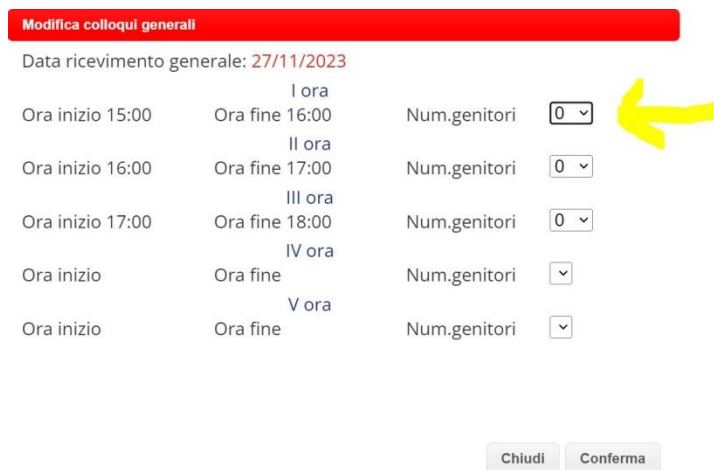 Modifica colloqui generali
Data ricevimento generale: 27/11/2023
I ora
Ora inizio 15:00 Ora fine 16:00 Num.genitori 0
II ora
Ora inizio 16:00 Ora fine 17:00 Num.genitori 0
III ora
Ora inizio 17:00 Ora fine 18:00 Num.genitori 0
IV ora
Ora inizio Ora fine Num.genitori
V ora
Ora inizio Ora fine Num.genitori
Chiudi Conferma